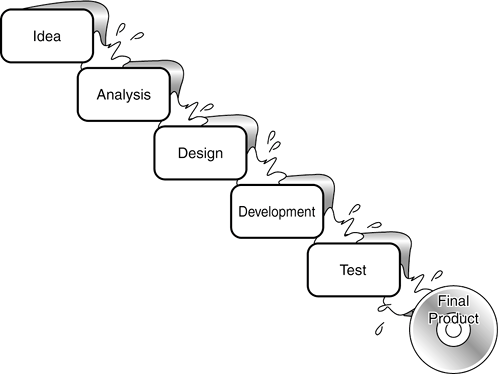 Idea
Analysis
Design
Development
Test
Final
Product